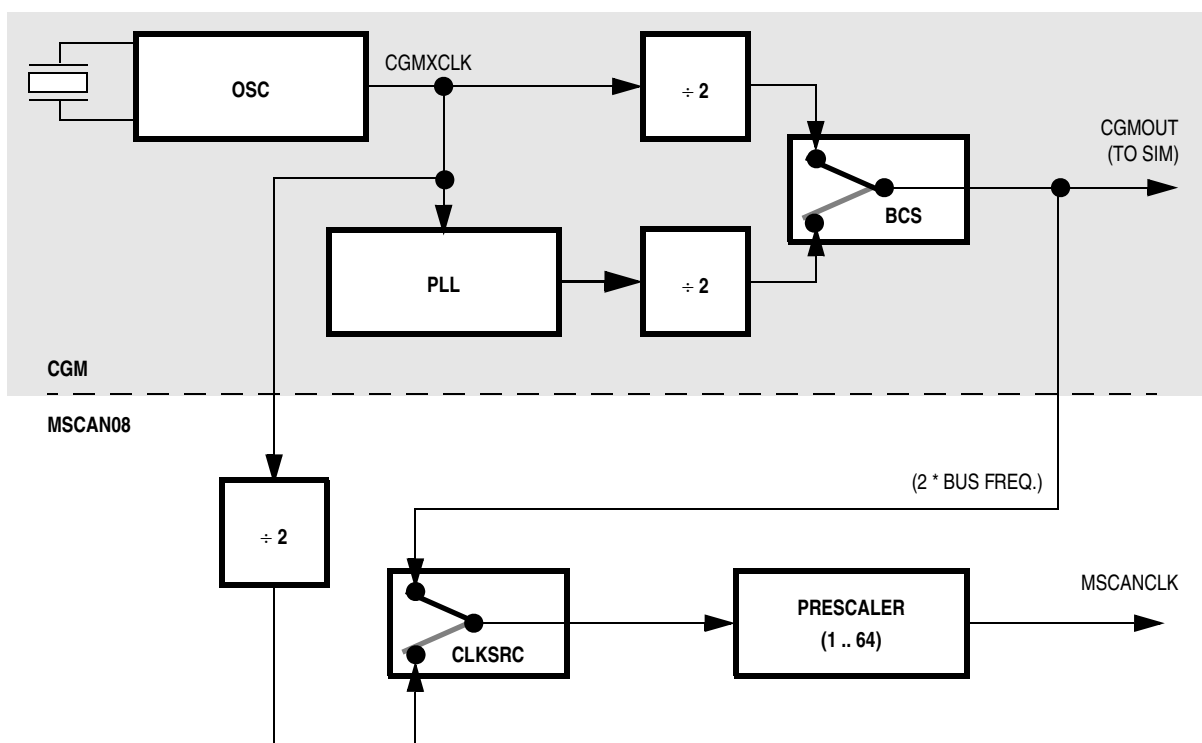 CGMXCLK
OSC
÷ 2
CGMOUT
(TO SIM)
BCS
PLL
÷ 2
CGM
MSCAN08
(2 * BUS FREQ.)
÷ 2
MSCANCLK
PRESCALER
(1 .. 64)
CLKSRC